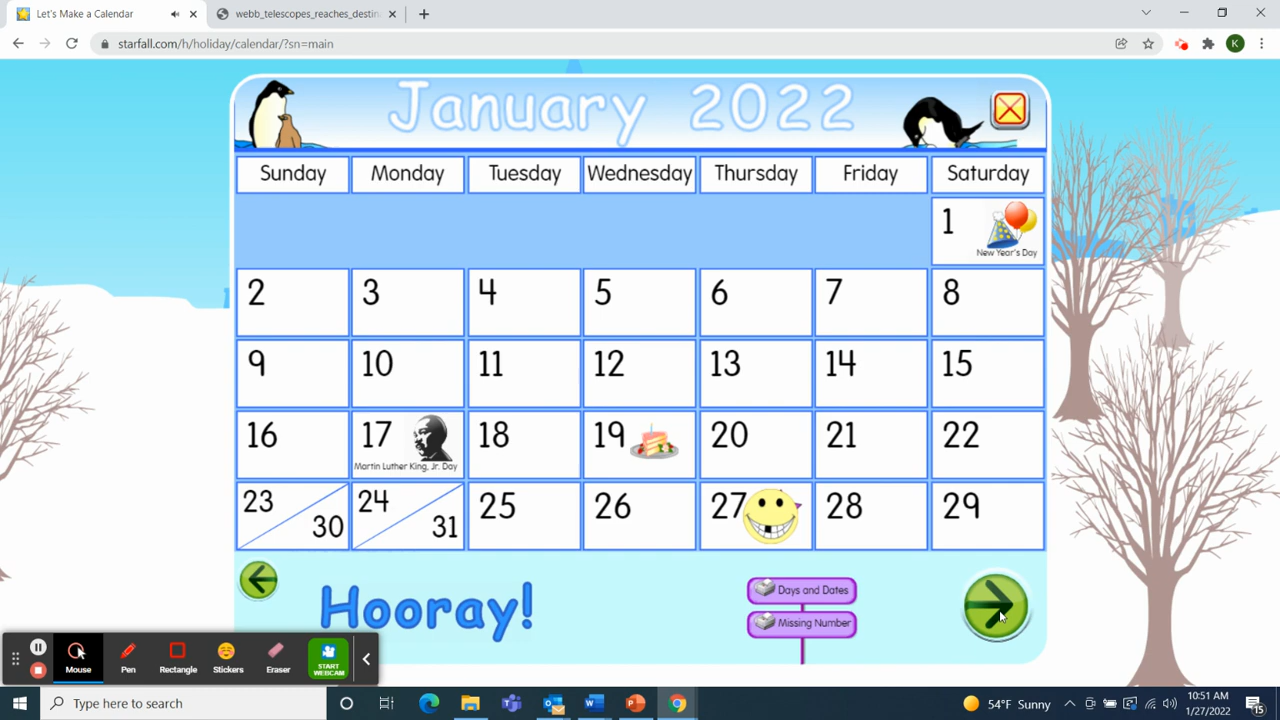 Let's Make a Calendar
webb_telescopes_reaches_destin
starfall.com/h/holiday/calendar/?sn=main
K
January 2022
Sunday Monday Tuesday Wednesday Thursday Friday Saturday
1
New Year's Day
2 3 4 5 6 7 8
9 10 11 12 13 14 15
16 17 18 19 20 21 22
Martin Luther King, Jr. Day
23 24 25 26 27 28 29
30 31
Days and Dates
Hooray!
Missing Number
Mouse Pen Rectangle Stickers Eraser START WEBCAM
Type here to search
54°F Sunny
10:51 AM
1/27/2022
15